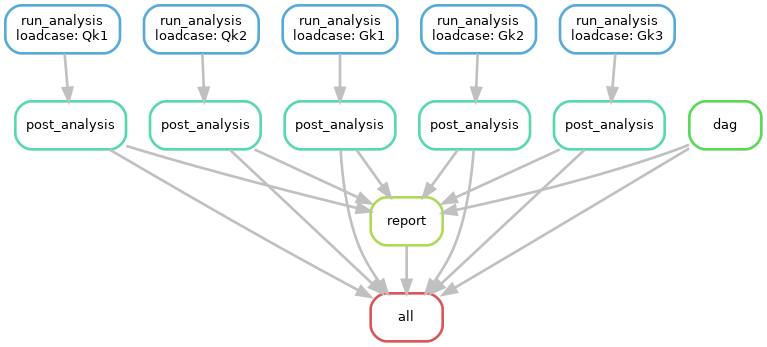 run_analysis
loadcase: Qk1
run_analysis
loadcase: Qk2
run_analysis
loadcase: Gk1
run_analysis
loadcase: Gk2
run_analysis
loadcase: Gk3
post_analysis
post_analysis
post_analysis
post_analysis
post_analysis
dag
report
all